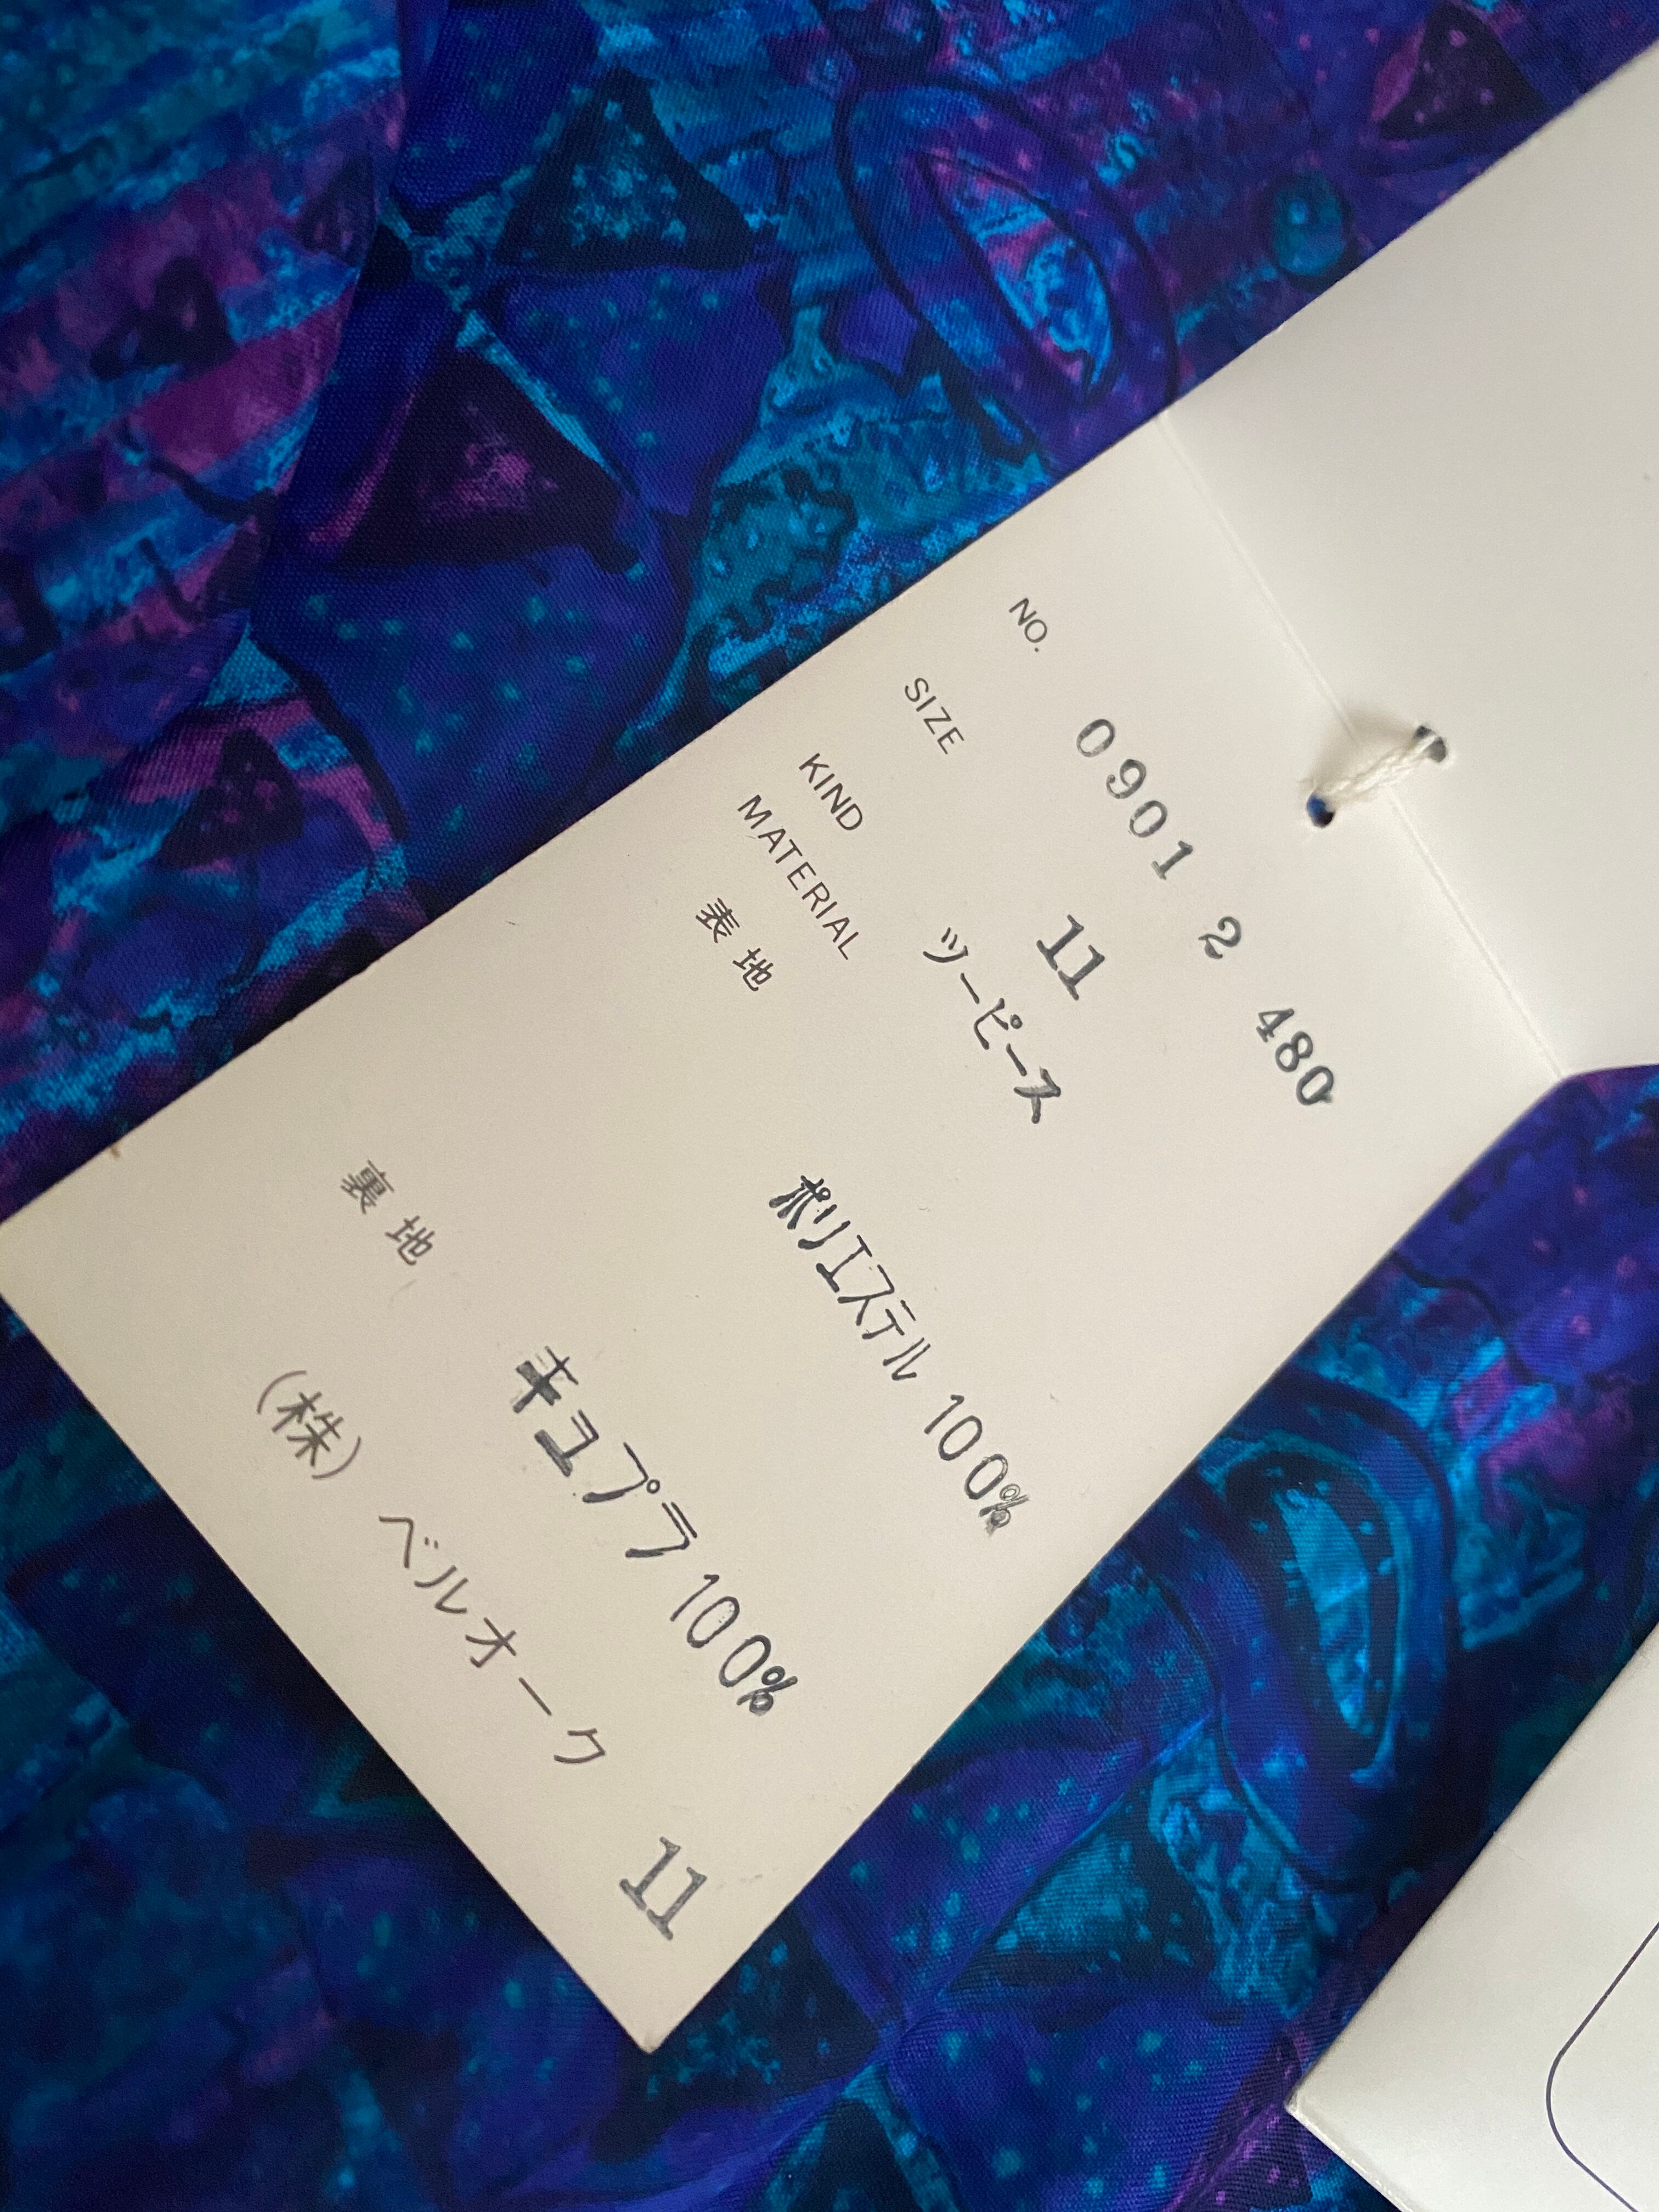 NO. 0901 2 480
SIZE 11
KIND ツーピース
MATERIAL
表地 ポリエステル 100%
裏地 キュプラ 100%
(株) ベルオーク 11